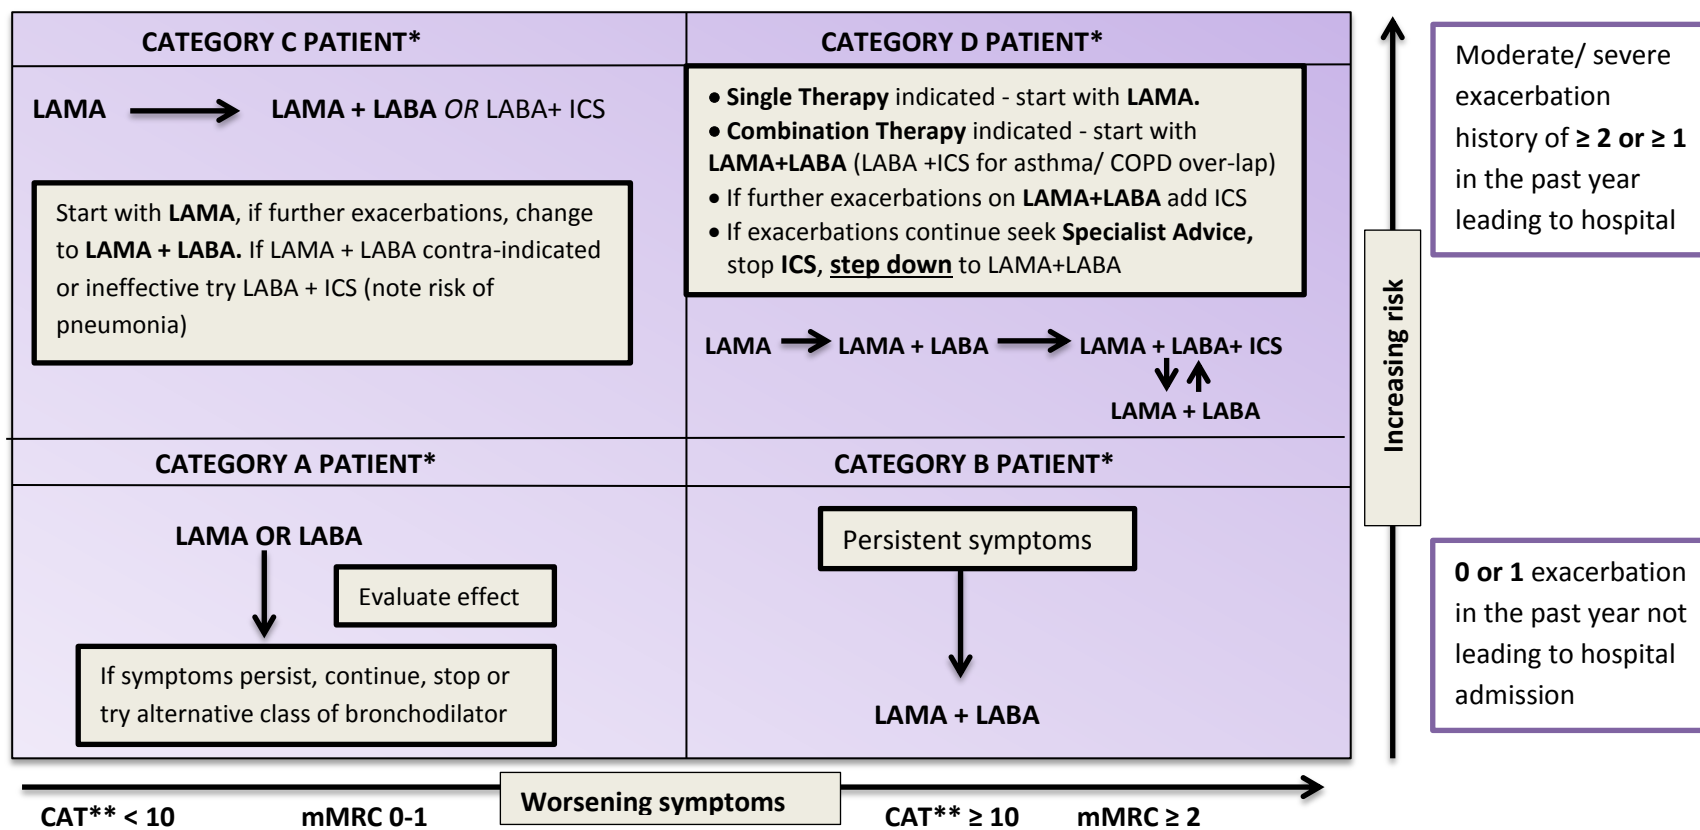 CATEGORY C PATIENT*
LAMA
LAMA + LABA OR LABA+ ICS
Start with LAMA, if further exacerbations, change
to LAMA + LABA. If LAMA + LABA contra-indicated
or ineffective try LABA + ICS (note risk of
pneumonia)
CATEGORY D PATIENT*
• Single Therapy indicated - start with LAMA.
• Combination Therapy indicated - start with
LAMA+LABA (LABA +ICS for asthma/ COPD over-lap)
• If further exacerbations on LAMA+LABA add ICS
• If exacerbations continue seek Specialist Advice,
stop ICS, step down to LAMA+LABA
LAMA
LAMA + LABA
LAMA + LABA+ ICS
LAMA + LABA
CATEGORY A PATIENT*
LAMA OR LABA
Evaluate effect
If symptoms persist, continue, stop or
try alternative class of bronchodilator
CATEGORY B PATIENT*
Persistent symptoms
LAMA + LABA
Increasing risk
Moderate/ severe
exacerbation
history of ≥ 2 or ≥ 1
in the past year
leading to hospital
0 or 1 exacerbation
in the past year not
leading to hospital
admission
Worsening symptoms
CAT** < 10
mMRC 0-1
CAT** ≥ 10
mMRC ≥ 2